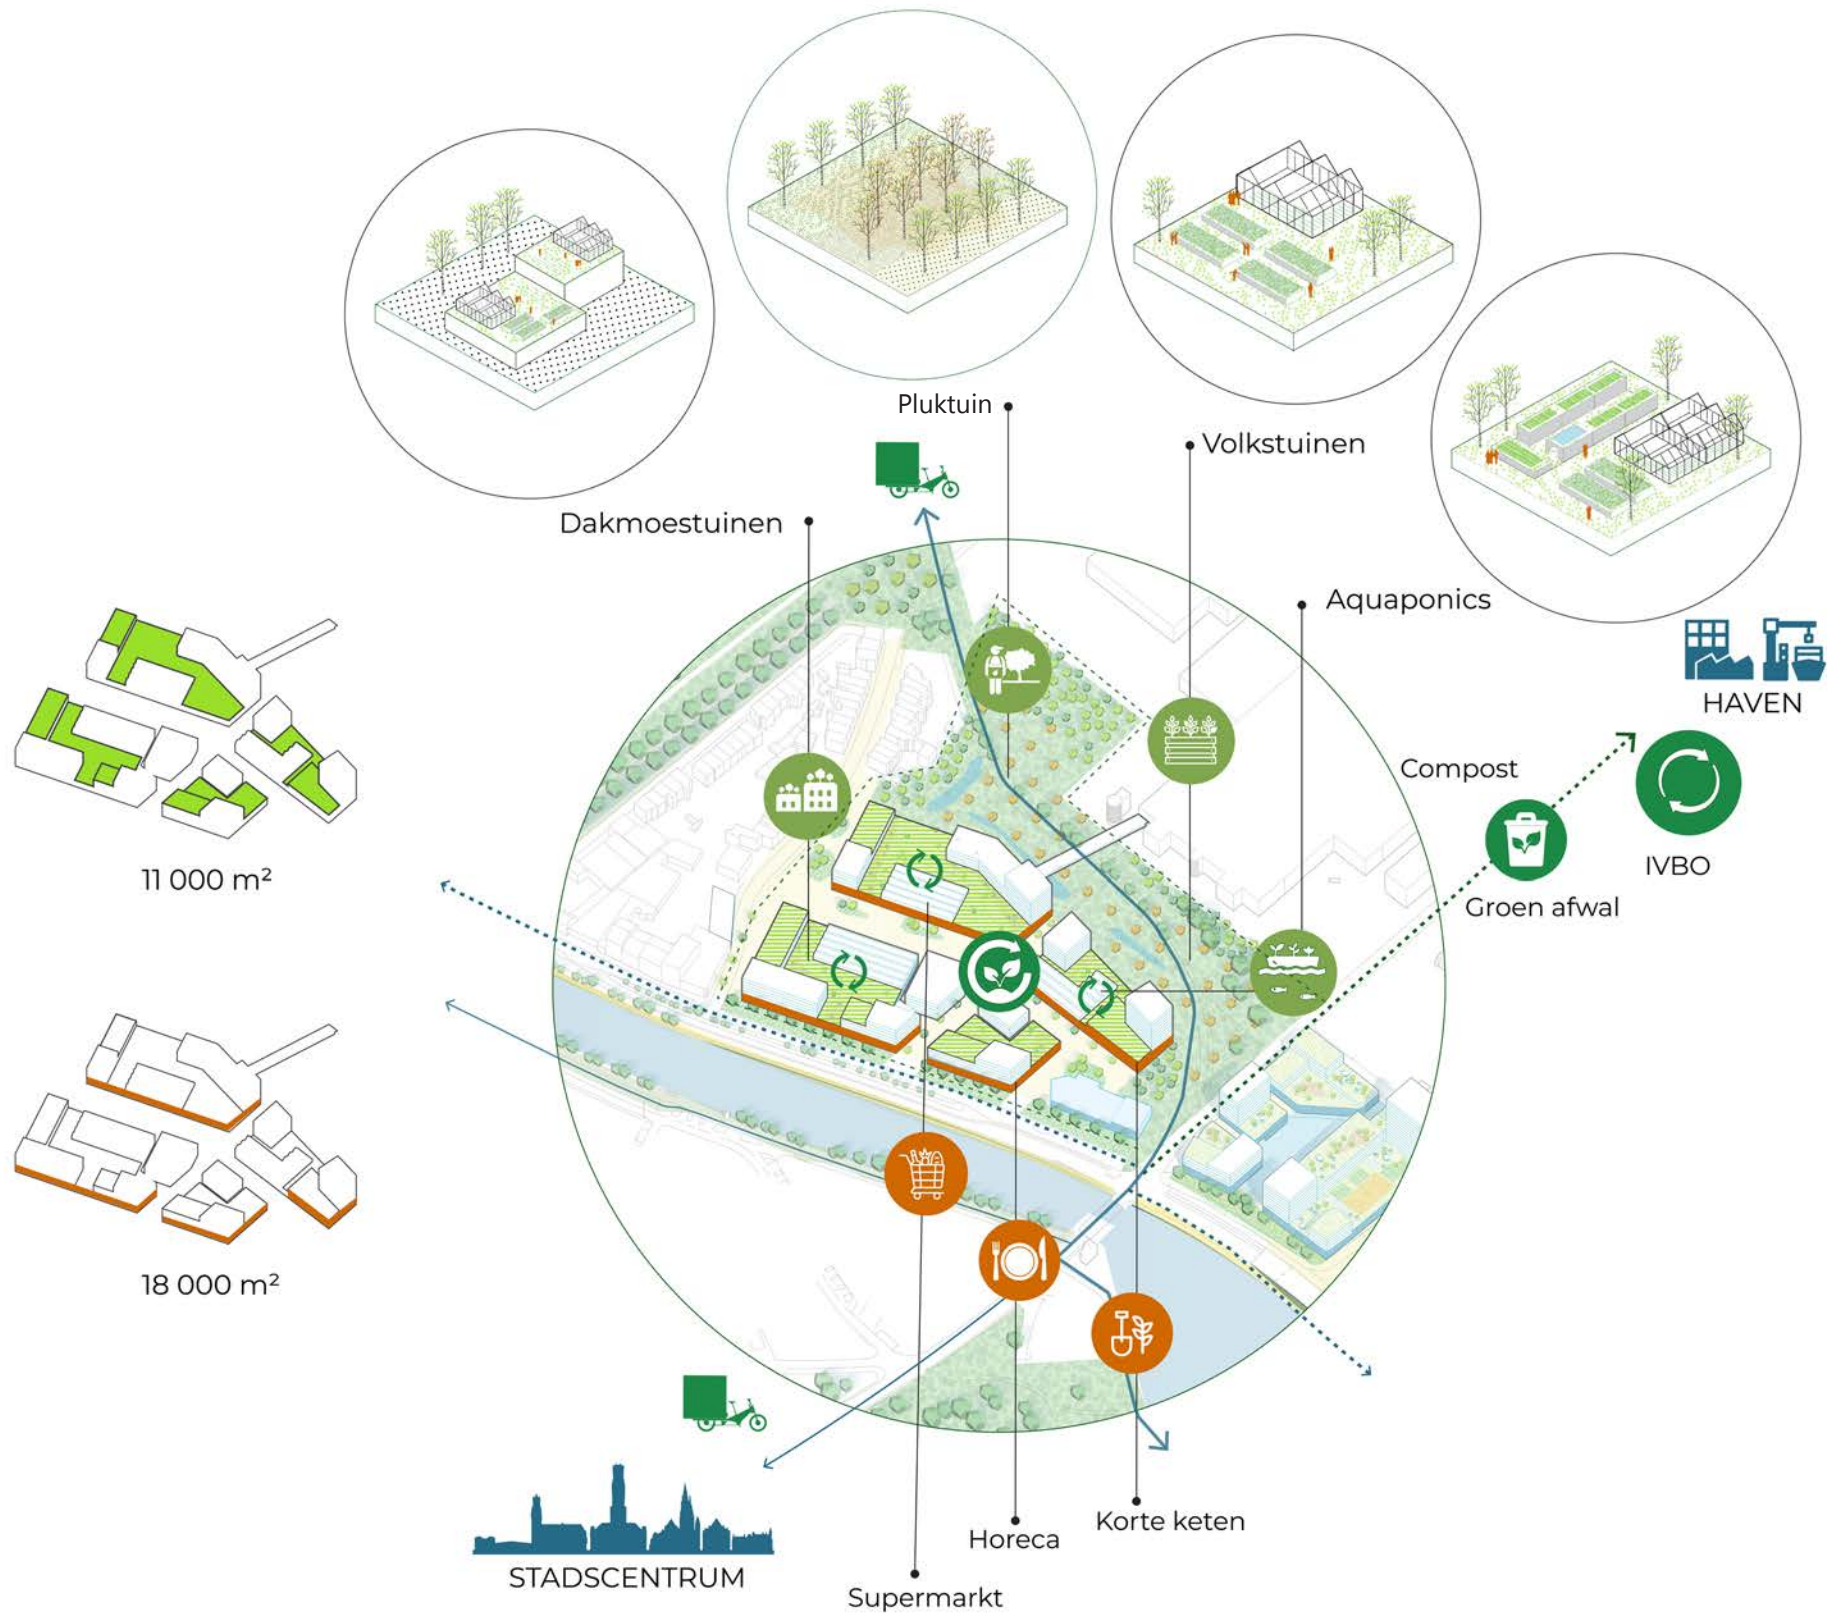 Pluktuin
Volkstuinen
Dakmoestuinen
Aquaponics
HAVEN
Compost
IVBO
11 000 m²
Groen afwal
18 000 m²
Korte keten
Horeca
STADSCENTRUM
Supermarkt